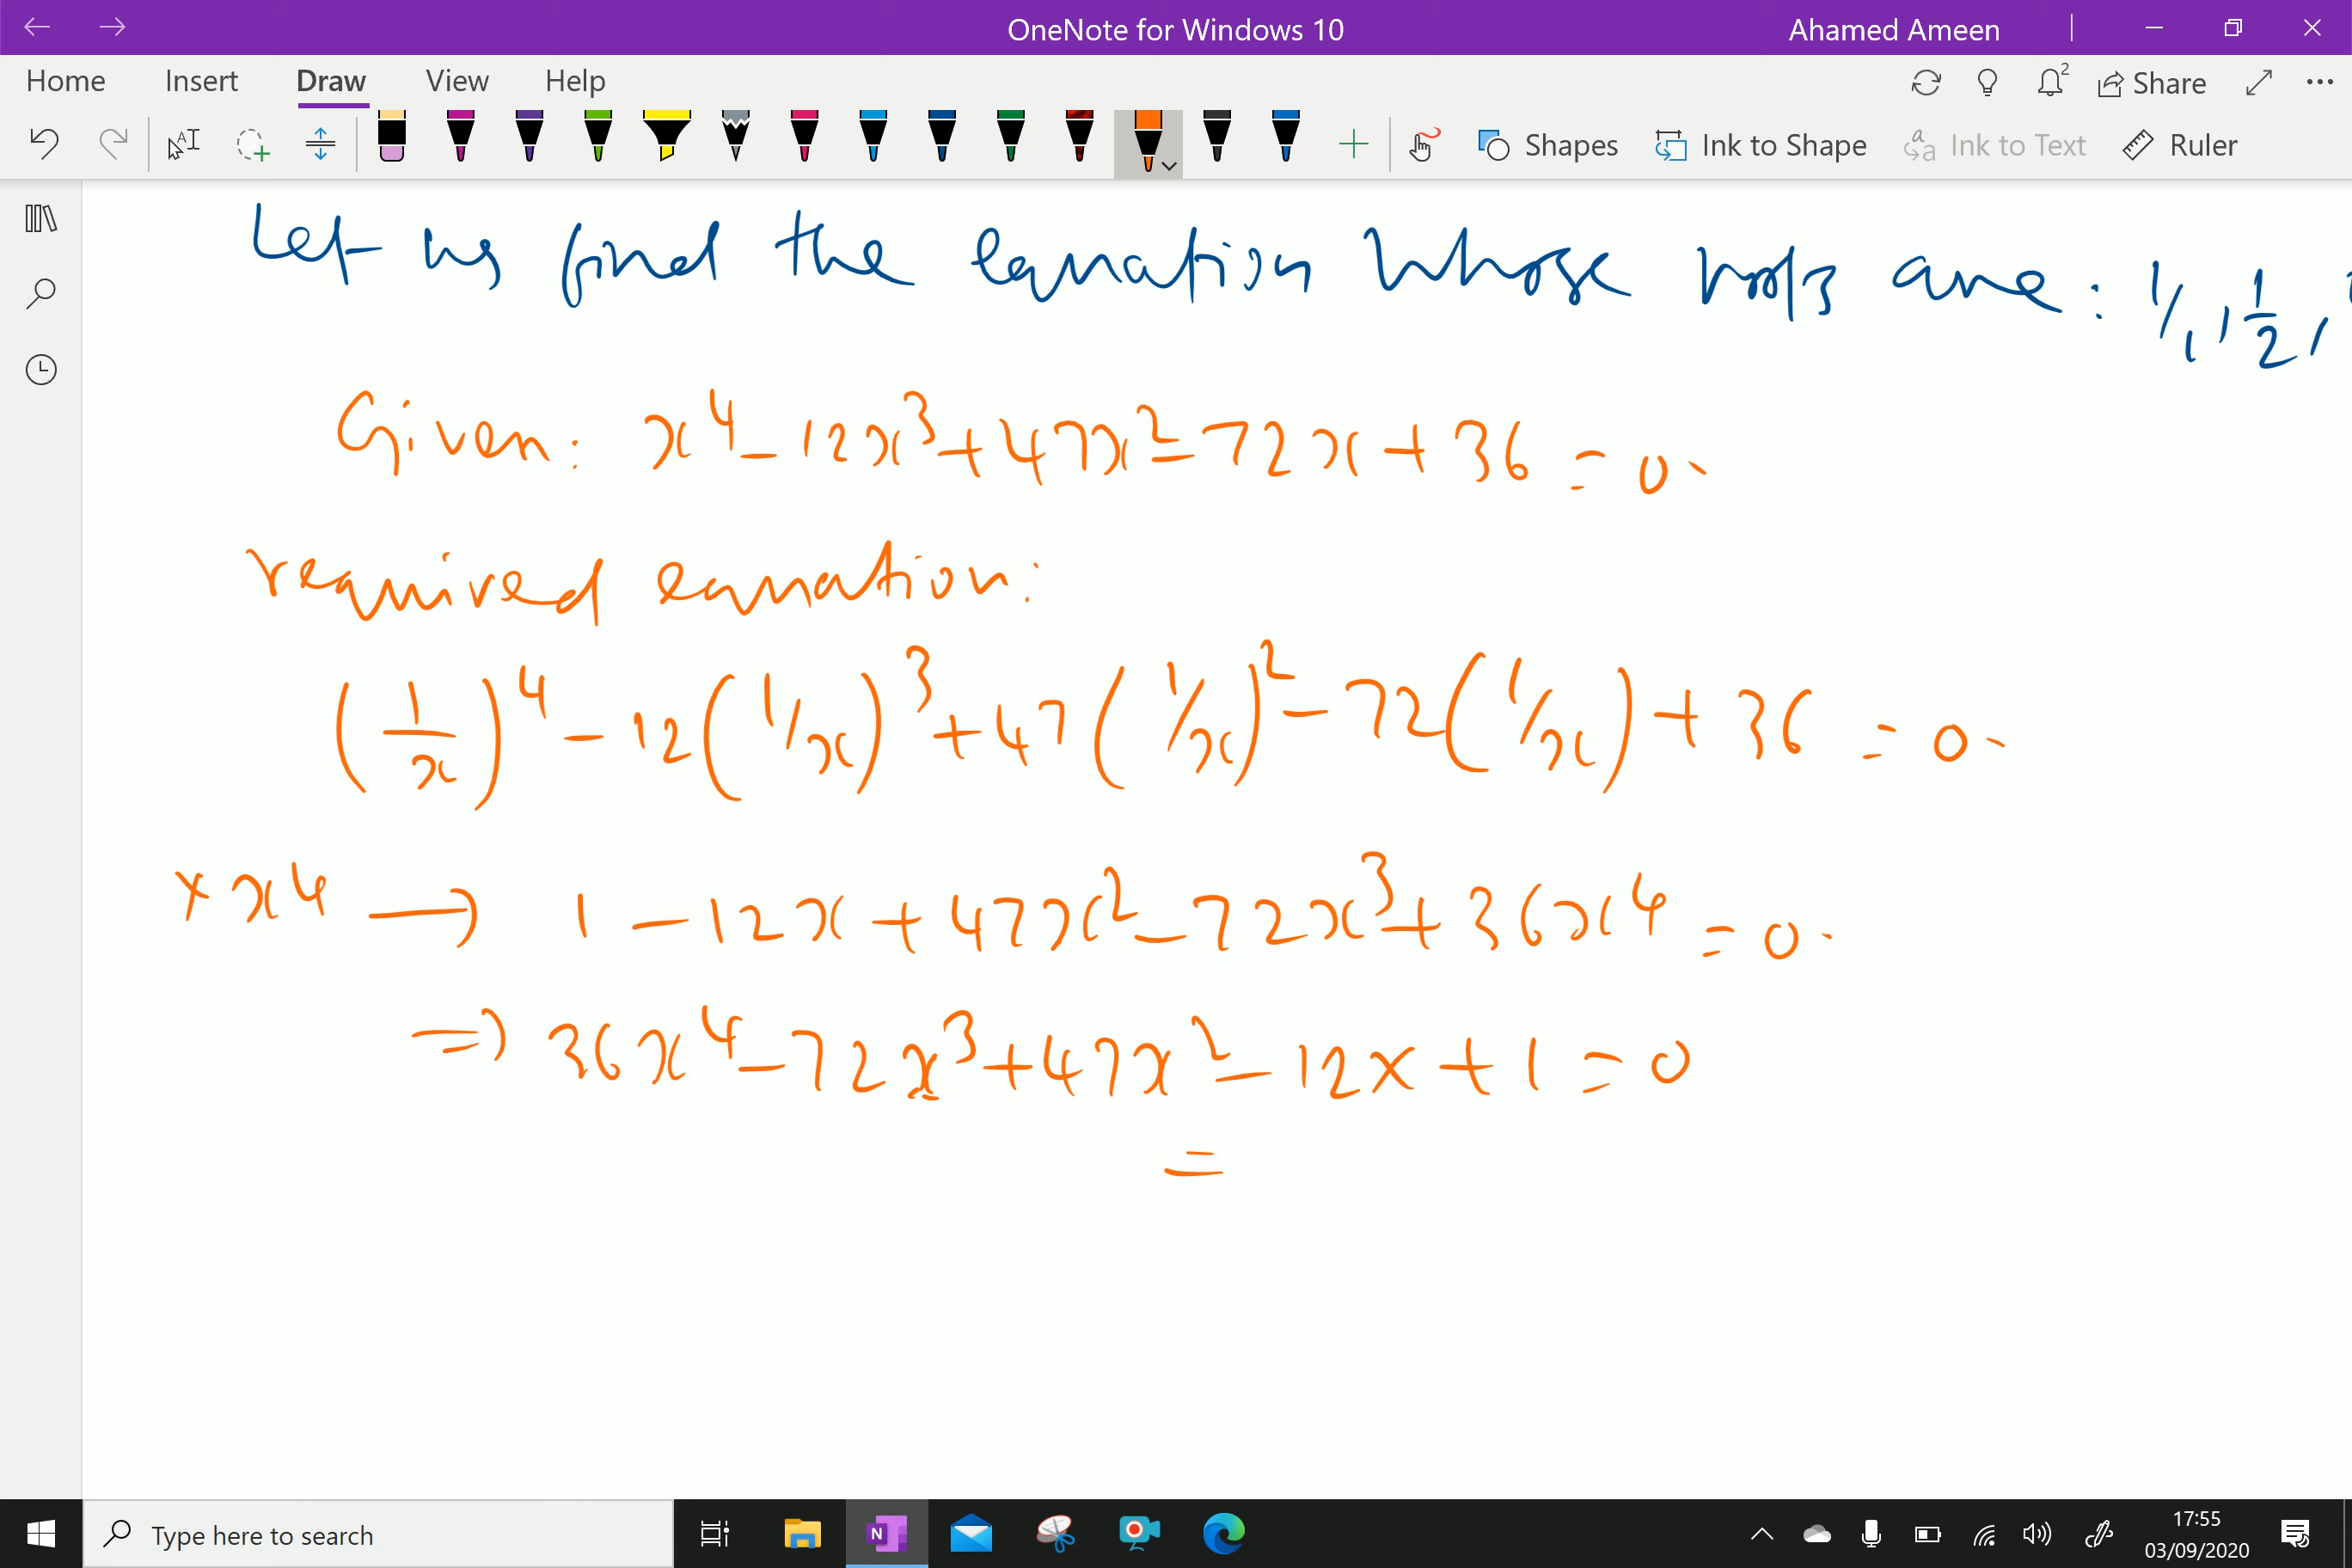 OneNote for Windows 10 Ahamed Ameen
Home Insert Draw View Help 2 Share
Shapes Ink to Shape Ink to Text Ruler
Let us find the equation whose roots are: 1/1, 1/2,
Given: x⁴ - 12x³ + 47x² - 72x + 36 = 0.
required equation:
(1/x)⁴ - 12(1/x)³ + 47(1/x)² - 72(1/x) + 36 = 0.
× x⁴ → 1 - 12x + 47x² - 72x³ + 36x⁴ = 0.
⇒ 36x⁴ - 72x³ + 47x² - 12x + 1 = 0
=
Type here to search
17:55
03/09/2020